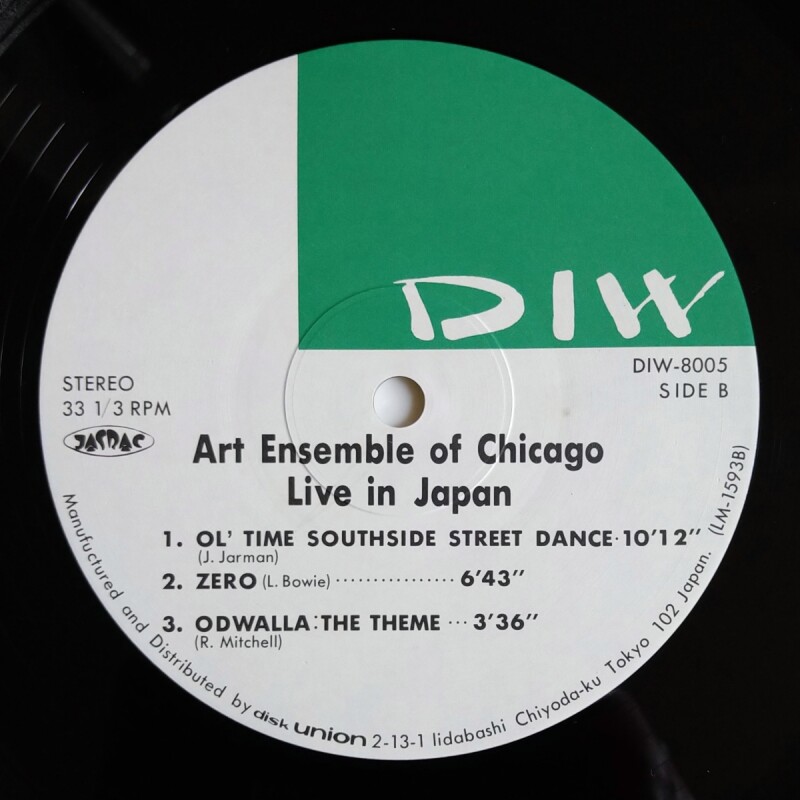 DIW
DIW-8005
SIDE B
STEREO
33 1/3 RPM
JASRAC
Art Ensemble of Chicago
Live in Japan
1. OL' TIME SOUTHSIDE STREET DANCE·10'12"
(J. Jarman)
2. ZERO (L. Bowie) ················ 6'43"
3. ODWALLA:THE THEME ··· 3'36"
(R. Mitchell)
Manufuctured and Distributed by disk union 2-13-1 Iidabashi Chiyoda-ku Tokyo 102 Japan. (LM-1593B)